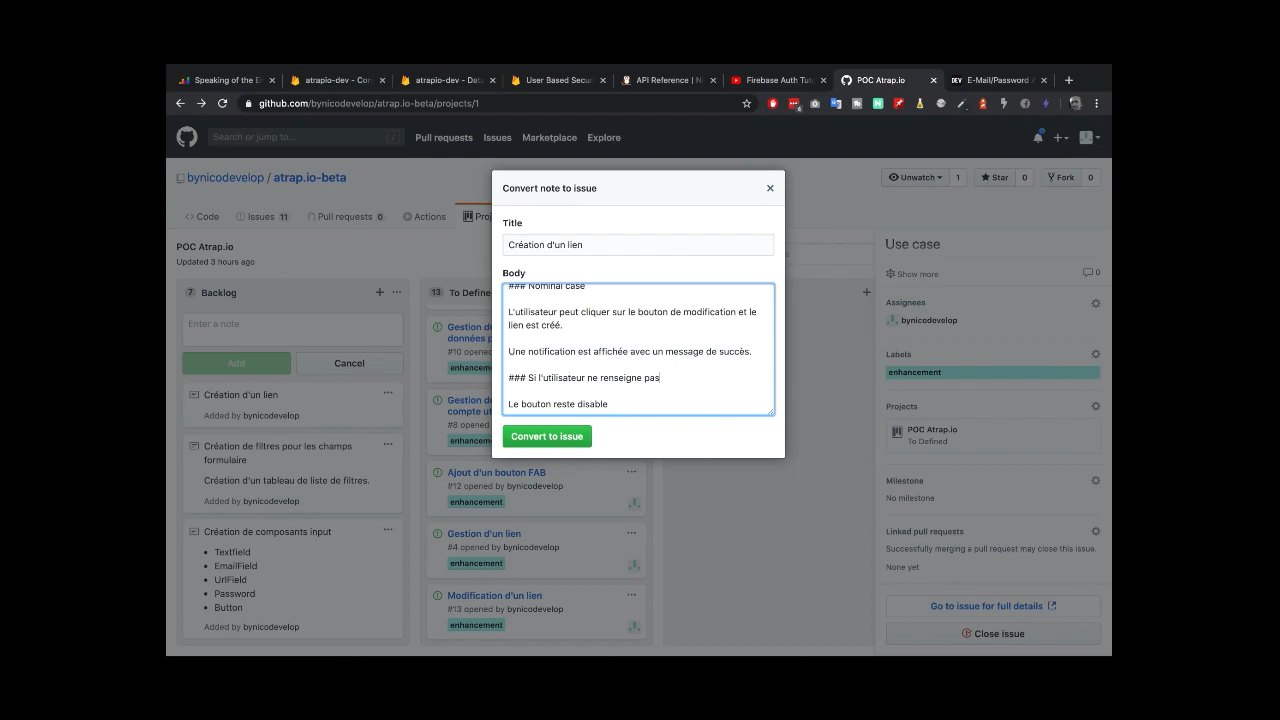 Speaking of the E
atrapio-dev - Con
atrapio-dev - Dat
User Based Secur
API Reference | N
Firebase Auth Tut
POC Atrap.io
DEV E-Mail/Password A
github.com/bynicodevelop/atrap.io-beta/projects/1
Search or jump to...
/
Pull requests
Issues
Marketplace
Explore
bynicodevelop / atrap.io-beta
Unwatch
1
Star
0
Fork
0
Code
Issues 11
Pull requests 0
Actions
Proj
POC Atrap.io
Updated 3 hours ago
7 Backlog
Enter a note
Add
Cancel
Création d'un lien
Added by bynicodevelop
Création de filtres pour les champs
formulaire
Création d'un tableau de liste de filtres.
Added by bynicodevelop
Création de composants input
Textfield
EmailField
UrlField
Password
Button
Added by bynicodevelop
13 To Define
Gestion du
données p
#10 opened
enhancement
Gestion du
compte ut
#8 opened
enhancement
Ajout d'un bouton FAB
#12 opened by bynicodevelop
enhancement
Gestion d'un lien
#4 opened by bynicodevelop
enhancement
Modification d'un lien
#13 opened by bynicodevelop
enhancement
Convert note to issue
Title
Création d'un lien
Body
### Nominal case
L'utilisateur peut cliquer sur le bouton de modification et le
lien est créé.
Une notification est affichée avec un message de succès.
### Si l'utilisateur ne renseigne pas
Le bouton reste disable
Convert to issue
Use case
Show more
0
Assignees
bynicodevelop
Labels
enhancement
Projects
POC Atrap.io
To Defined
Milestone
No milestone
Linked pull requests
Successfully merging a pull request may close this issue.
None yet
Go to issue for full details
Close issue